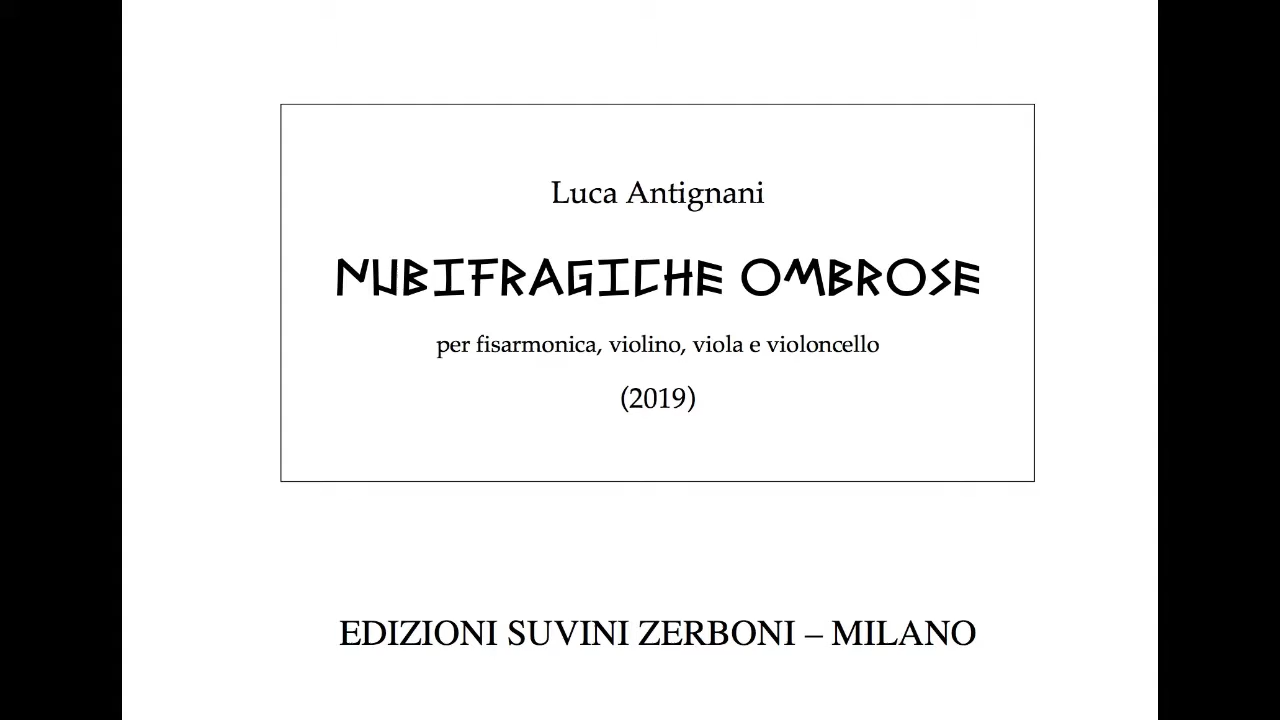 Luca Antignani
NUBIFRAGICHE OMBROSE
per fisarmonica, violino, viola e violoncello
(2019)
EDIZIONI SUVINI ZERBONI – MILANO